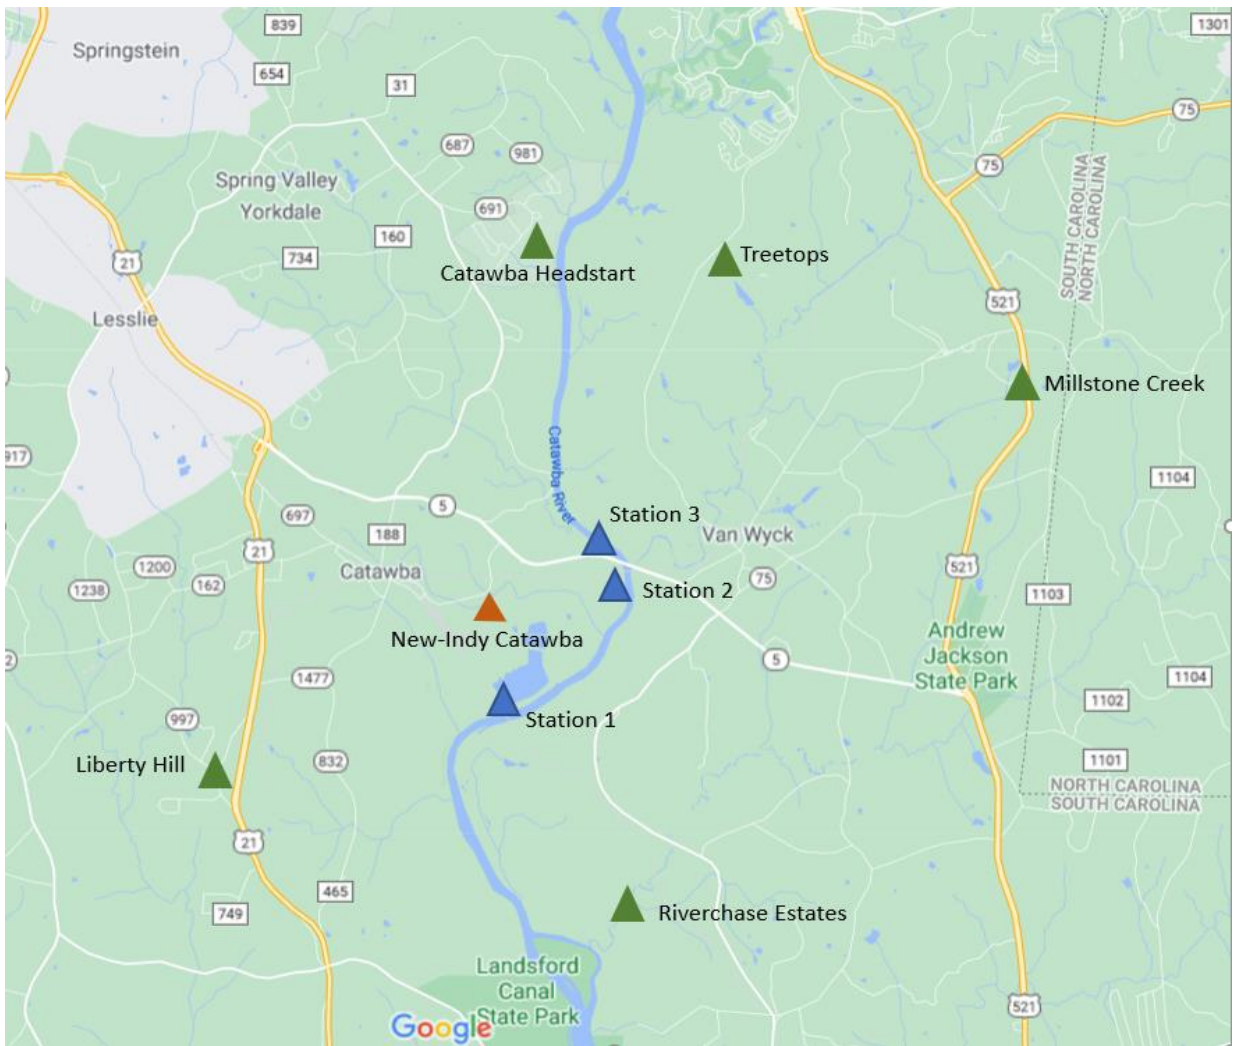 839
1301
Springstein
654
31
75
687
981
75
Spring Valley
Yorkdale
691
160
734
21
SOUTH CAROLINA
NORTH CAROLINA
Treetops
Catawba Headstart
521
Lesslie
Millstone Creek
917
Catawba River
1104
5
697
Station 3
188
Van Wyck
21
1200
Catawba
162
1238
521
75
Station 2
1103
New-Indy Catawba
Andrew
Jackson
State Park
2
5
1477
1104
1102
997
Station 1
Liberty Hill
832
1101
NORTH CAROLINA
SOUTH CAROLINA
21
465
749
Riverchase Estates
Landsford
Canal
State Park
521
Google